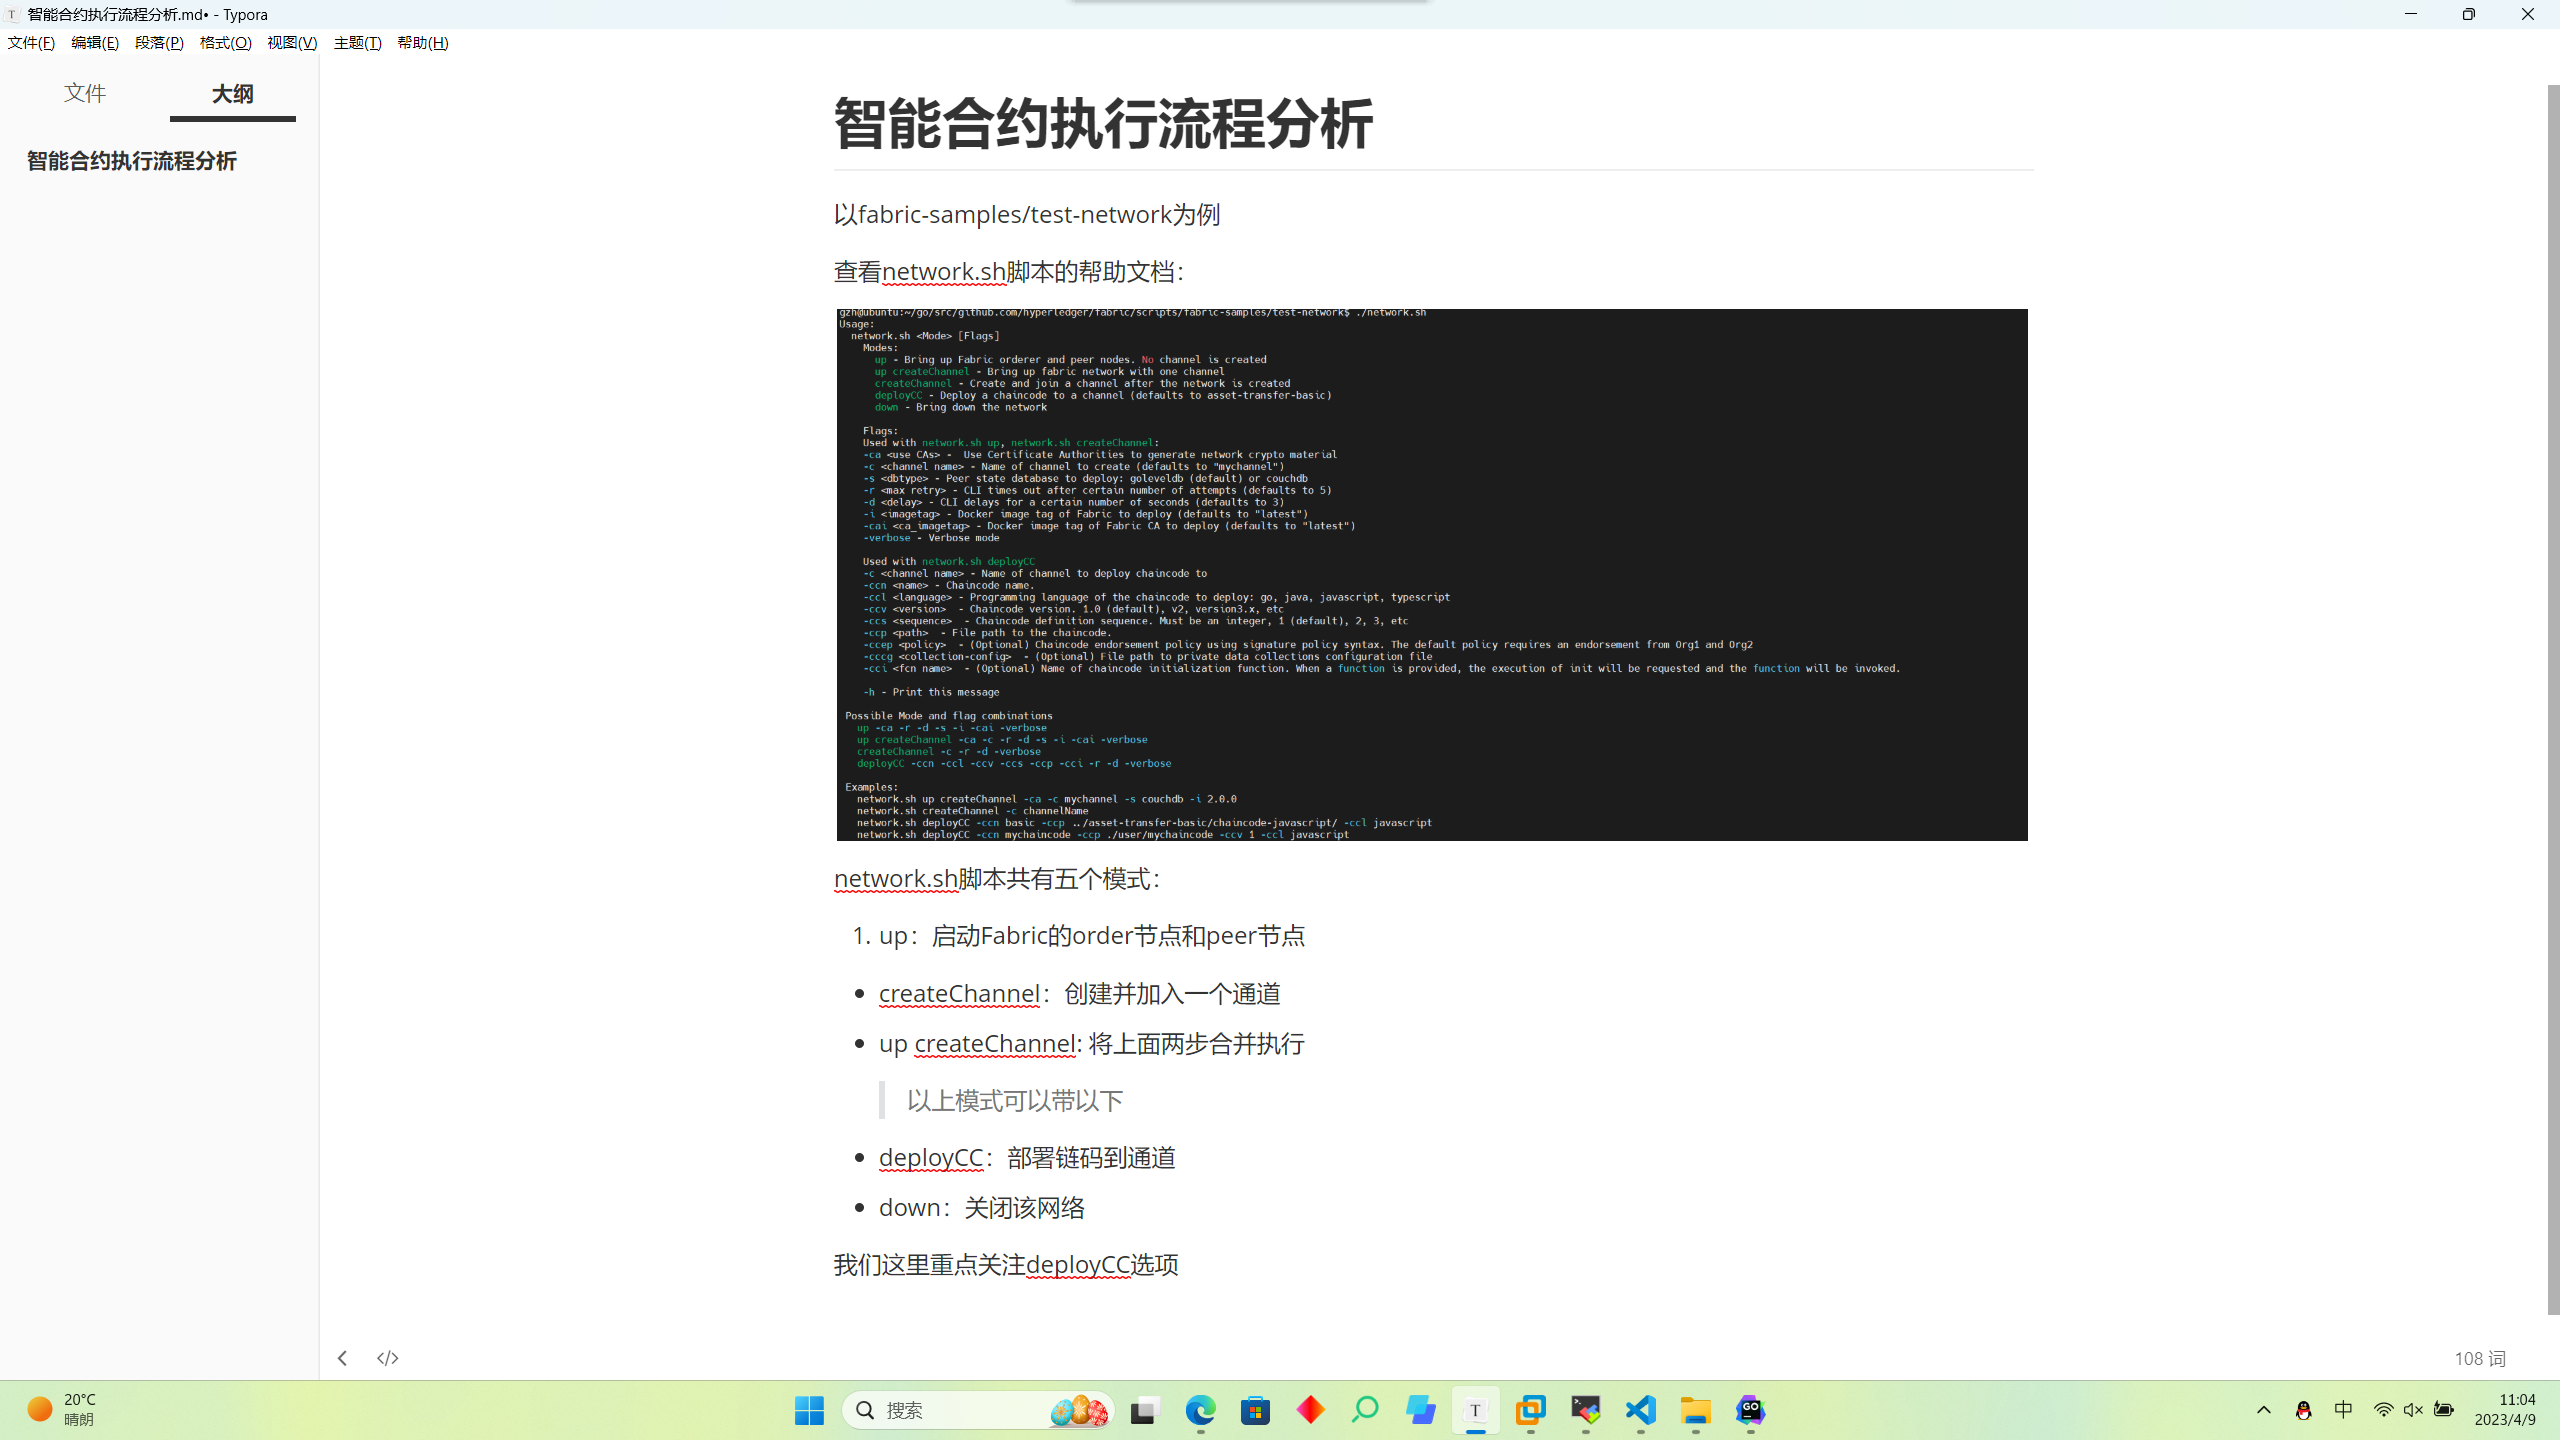 智能合约执行流程分析.md• - Typora
文件(F) 编辑(E) 段落(P) 格式(O) 视图(V) 主题(T) 帮助(H)
文件 大纲
智能合约执行流程分析
智能合约执行流程分析
以fabric-samples/test-network为例
查看network.sh脚本的帮助文档：
gzh@ubuntu:~/go/src/github.com/hyperledger/fabric/scripts/fabric-samples/test-network$ ./network.sh
Usage:
network.sh <Mode> [Flags]
Modes:
up - Bring up Fabric orderer and peer nodes. No channel is created
up createChannel - Bring up fabric network with one channel
createChannel - Create and join a channel after the network is created
deployCC - Deploy a chaincode to a channel (defaults to asset-transfer-basic)
down - Bring down the network
Flags:
Used with network.sh up, network.sh createChannel:
-ca <use CAs> -  Use Certificate Authorities to generate network crypto material
-c <channel name> - Name of channel to create (defaults to "mychannel")
-s <dbtype> - Peer state database to deploy: goleveldb (default) or couchdb
-r <max retry> - CLI times out after certain number of attempts (defaults to 5)
-d <delay> - CLI delays for a certain number of seconds (defaults to 3)
-i <imagetag> - Docker image tag of Fabric to deploy (defaults to "latest")
-cai <ca_imagetag> - Docker image tag of Fabric CA to deploy (defaults to "latest")
-verbose - Verbose mode
Used with network.sh deployCC
-c <channel name> - Name of channel to deploy chaincode to
-ccn <name> - Chaincode name.
-ccl <language> - Programming language of the chaincode to deploy: go, java, javascript, typescript
-ccv <version>  - Chaincode version. 1.0 (default), v2, version3.x, etc
-ccs <sequence>  - Chaincode definition sequence. Must be an integer, 1 (default), 2, 3, etc
-ccp <path>  - File path to the chaincode.
-ccep <policy>  - (Optional) Chaincode endorsement policy using signature policy syntax. The default policy requires an endorsement from Org1 and Org2
-cccg <collection-config>  - (Optional) File path to private data collections configuration file
-cci <fcn name>  - (Optional) Name of chaincode initialization function. When a function is provided, the execution of init will be requested and the function will be invoked.
-h - Print this message
Possible Mode and flag combinations
up -ca -r -d -s -i -cai -verbose
up createChannel -ca -c -r -d -s -i -cai -verbose
createChannel -c -r -d -verbose
deployCC -ccn -ccl -ccv -ccs -ccp -cci -r -d -verbose
Examples:
network.sh up createChannel -ca -c mychannel -s couchdb -i 2.0.0
network.sh createChannel -c channelName
network.sh deployCC -ccn basic -ccp ../asset-transfer-basic/chaincode-javascript/ -ccl javascript
network.sh deployCC -ccn mychaincode -ccp ./user/mychaincode -ccv 1 -ccl javascript
network.sh脚本共有五个模式：
1. up：启动Fabric的order节点和peer节点
• createChannel：创建并加入一个通道
• up createChannel: 将上面两步合并执行
以上模式可以带以下
• deployCC：部署链码到通道
• down：关闭该网络
我们这里重点关注deployCC选项
108 词
20°C
晴朗
搜索
中
11:04
2023/4/9